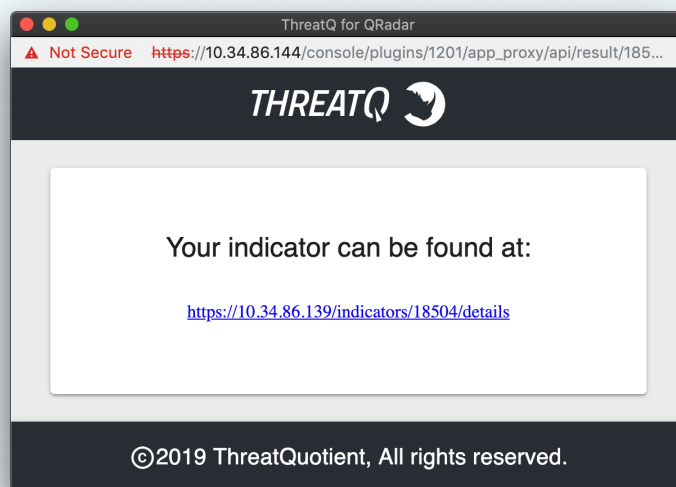 ThreatQ for QRadar
Not Secure https://10.34.86.144/console/plugins/1201/app_proxy/api/result/185...
THREATQ
Your indicator can be found at:
https://10.34.86.139/indicators/18504/details
©2019 ThreatQuotient, All rights reserved.